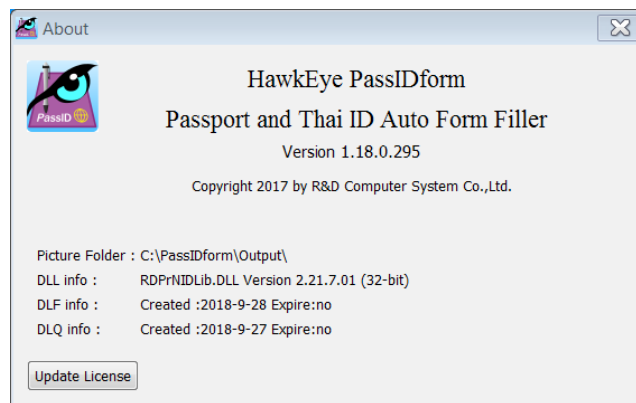 About
PassID
HawkEye PassIDform
Passport and Thai ID Auto Form Filler
Version 1.18.0.295
Copyright 2017 by R&D Computer System Co.,Ltd.
Picture Folder : C:\PassIDform\Output\
DLL info : RDPrNIDLib.DLL Version 2.21.7.01 (32-bit)
DLF info : Created :2018-9-28 Expire:no
DLQ info : Created :2018-9-27 Expire:no
Update License